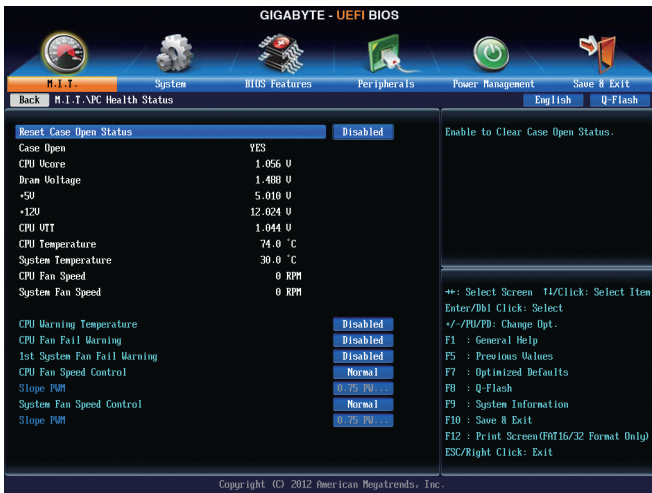 GIGABYTE - UEFI BIOS
M.I.T. System BIOS Features Peripherals Power Management Save & Exit
Back M.I.T.\PC Health Status English Q-Flash
Reset Case Open Status Disabled
Case Open YES
CPU Vcore 1.056 V
Dram Voltage 1.488 V
+5V 5.010 V
+12V 12.024 V
CPU VTT 1.044 V
CPU Temperature 74.0 °C
System Temperature 30.0 °C
CPU Fan Speed 0 RPM
System Fan Speed 0 RPM
CPU Warning Temperature Disabled
CPU Fan Fail Warning Disabled
1st System Fan Fail Warning Disabled
CPU Fan Speed Control Normal
Slope PWM 0.75 PW...
System Fan Speed Control Normal
Slope PWM 0.75 PW...
Enable to Clear Case Open Status.
→←: Select Screen ↑↓/Click: Select Item
Enter/Dbl Click: Select
+/-/PU/PD: Change Opt.
F1 : General Help
F5 : Previous Values
F7 : Optimized Defaults
F8 : Q-Flash
F9 : System Information
F10 : Save & Exit
F12 : Print Screen(FAT16/32 Format Only)
ESC/Right Click: Exit
Copyright (C) 2012 American Megatrends, Inc.